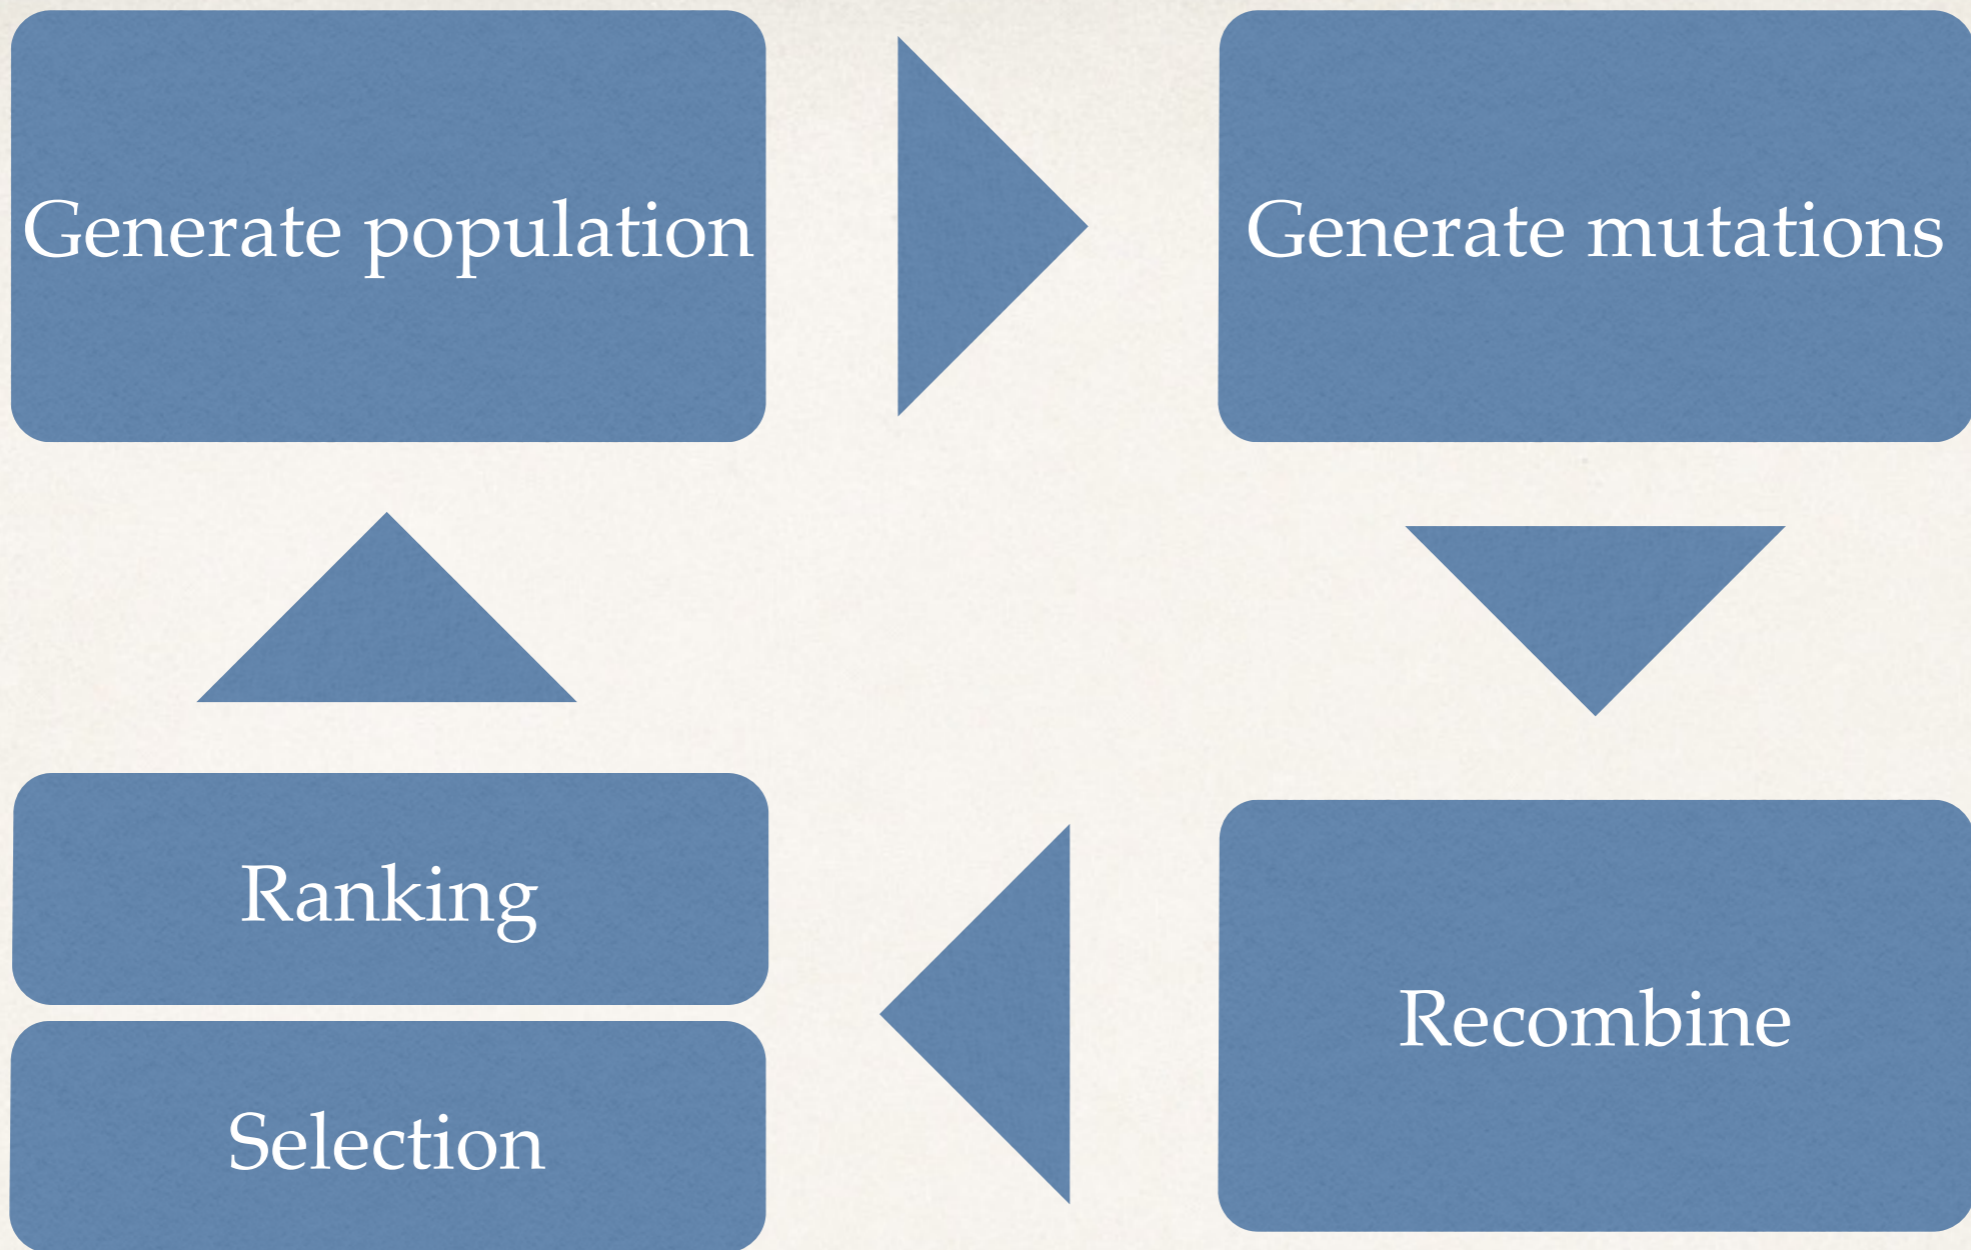 Generate population
Generate mutations
Ranking
Selection
Recombine